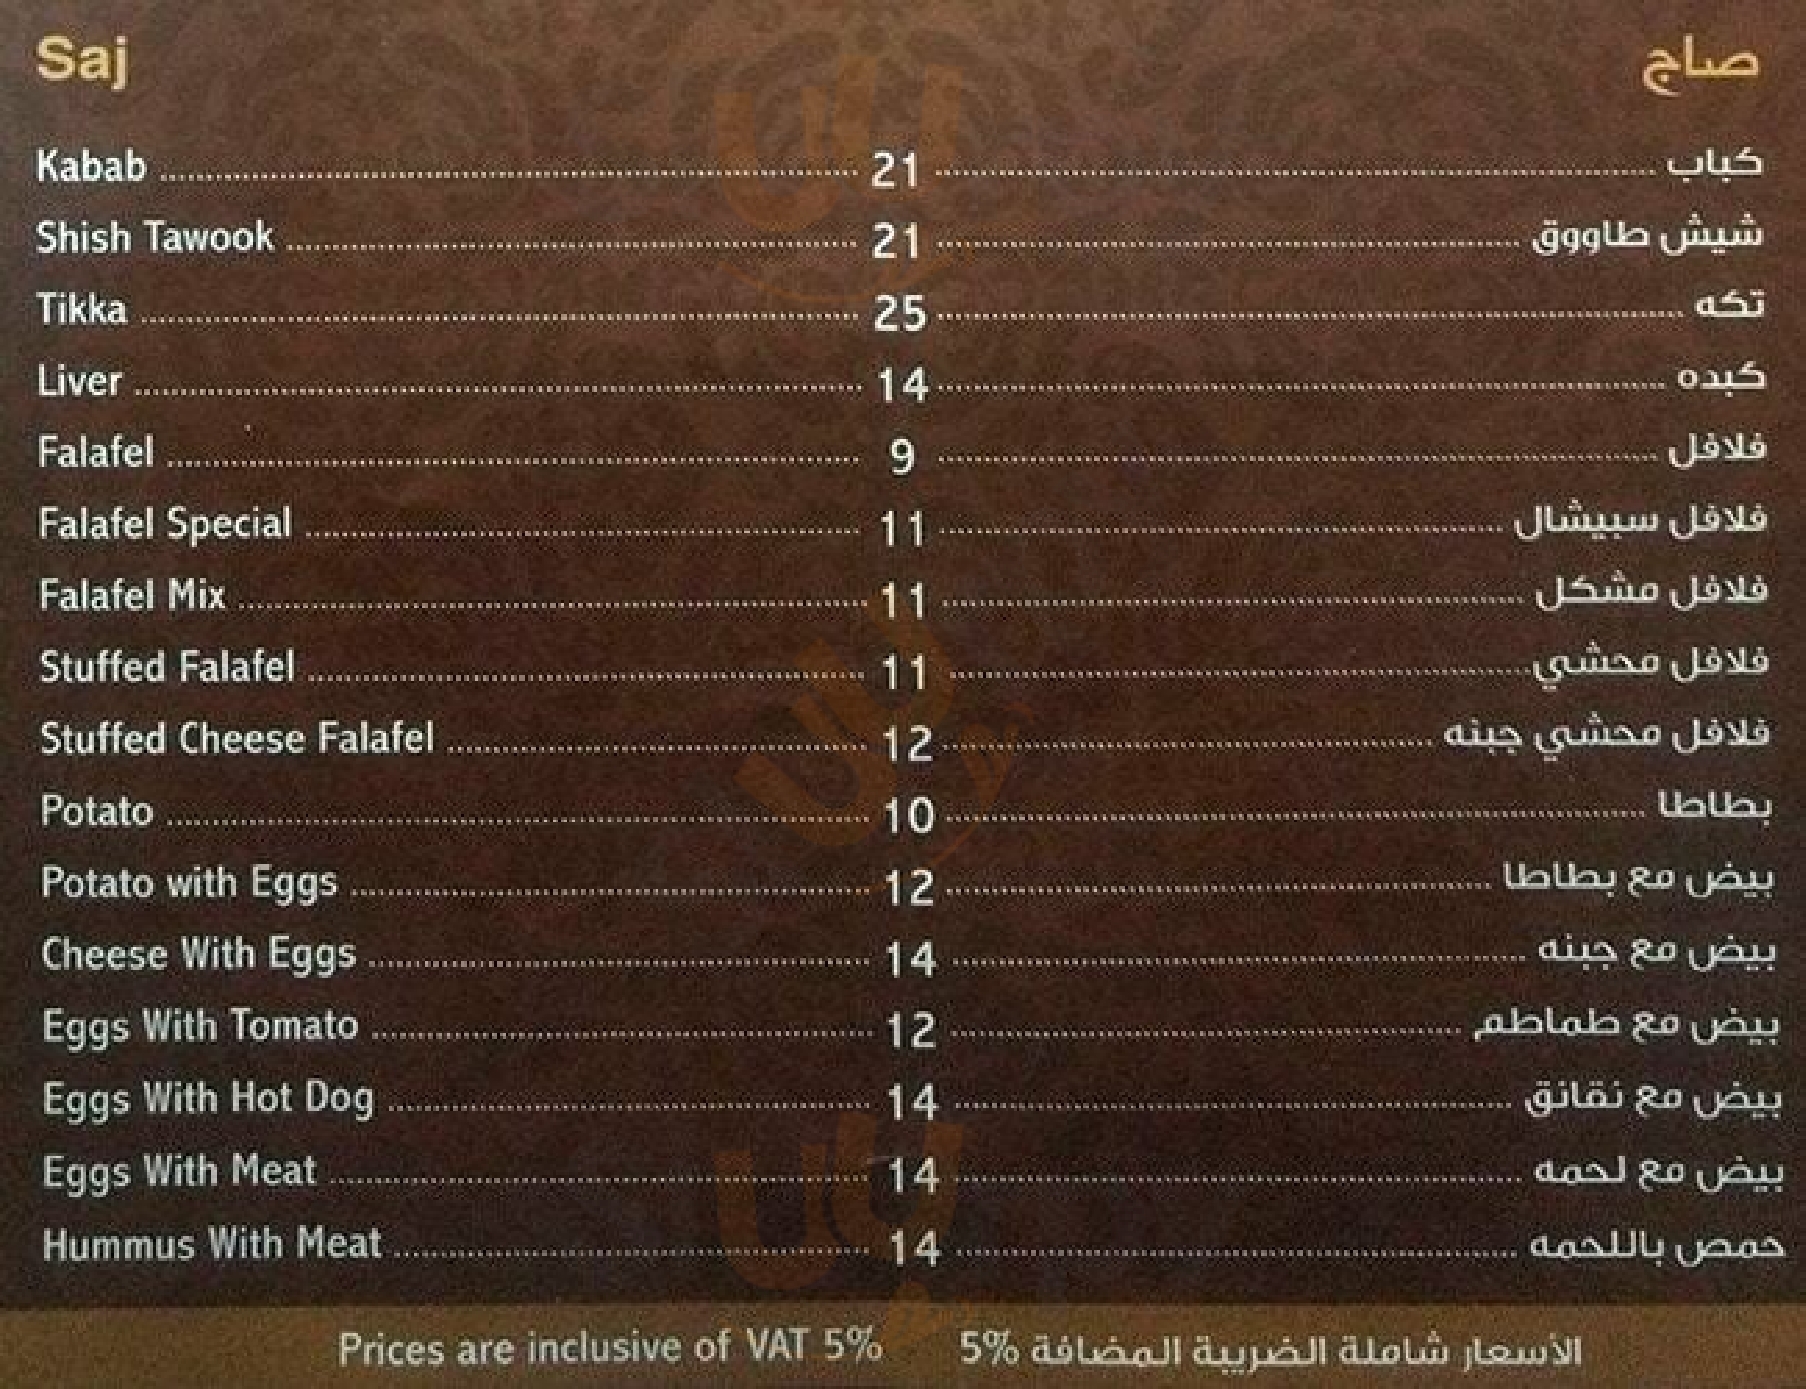 Saj صاج
Kabab 21 كباب
Shish Tawook 21 شيش طاووق
Tikka 25 تكه
Liver 14 كبده
Falafel 9 فلافل
Falafel Special 11 فلافل سبيشال
Falafel Mix 11 فلافل مشكل
Stuffed Falafel 11 فلافل محشي
Stuffed Cheese Falafel 12 فلافل محشي جبنه
Potato 10 بطاطا
Potato with Eggs 12 بيض مع بطاطا
Cheese With Eggs 14 بيض مع جبنه
Eggs With Tomato 12 بيض مع طماطم
Eggs With Hot Dog 14 بيض مع نقانق
Eggs With Meat 14 بيض مع لحمه
Hummus With Meat 14 حمص باللحمه
Prices are inclusive of VAT 5% الأسعار شاملة الضريبة المضافة 5%